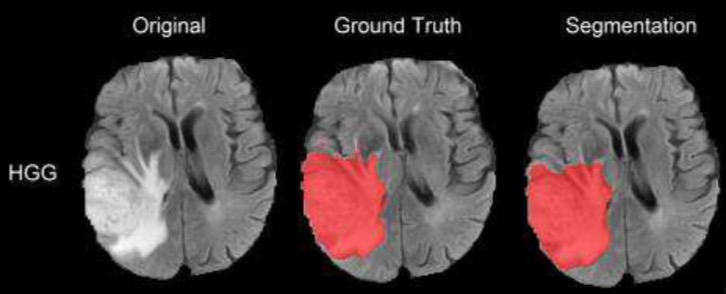 Original
Ground Truth
Segmentation
HGG